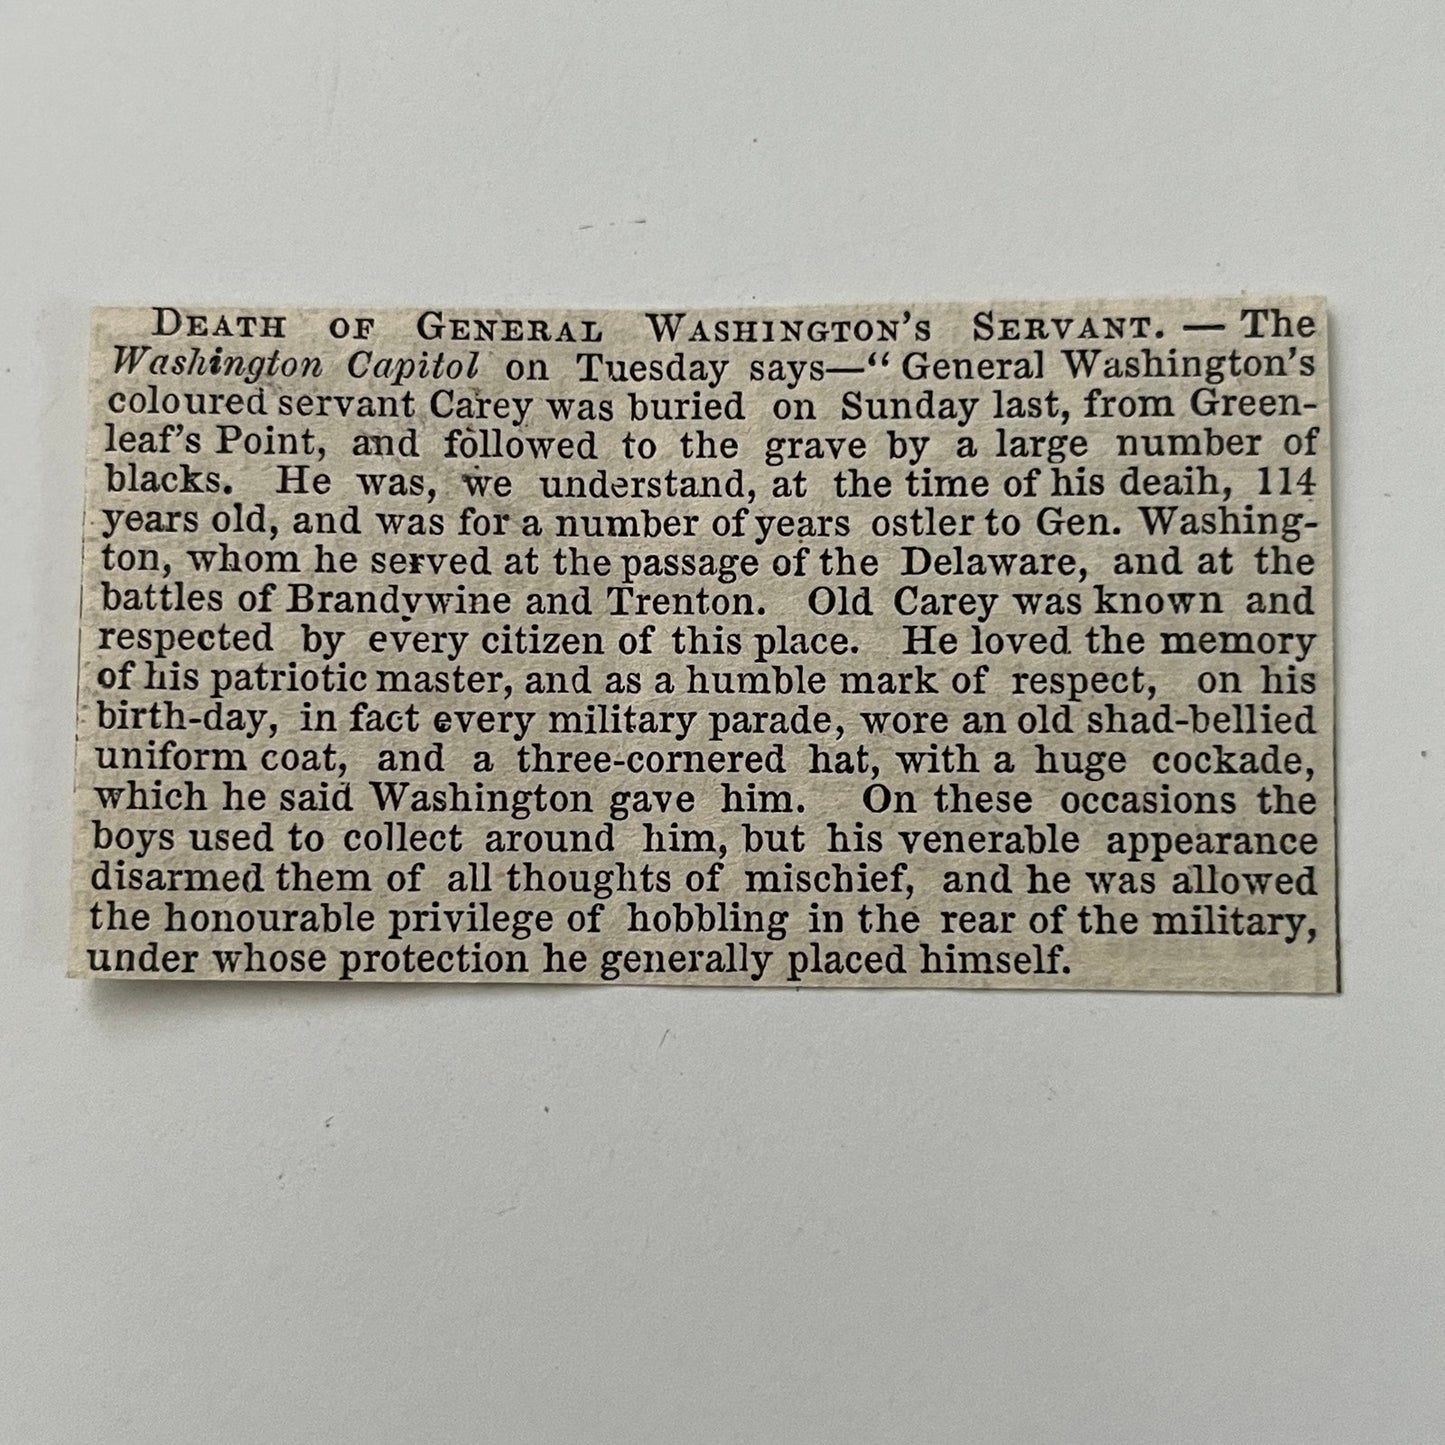 DEATH OF GENERAL WASHINGTON'S SERVANT. — The
Washington Capitol on Tuesday says—“ General Washington's
coloured servant Carey was buried on Sunday last, from Green-
leaf's Point, and followed to the grave by a large number of
blacks. He was, we understand, at the time of his deaih, 114
years old, and was for a number of years ostler to Gen. Washing-
ton, whom he served at the passage of the Delaware, and at the
battles of Brandywine and Trenton. Old Carey was known and
respected by every citizen of this place. He loved the memory
of his patriotic master, and as a humble mark of respect, on his
birth-day, in fact every military parade, wore an old shad-bellied
uniform coat, and a three-cornered hat, with a huge cockade,
which he said Washington gave him. On these occasions the
boys used to collect around him, but his venerable appearance
disarmed them of all thoughts of mischief, and he was allowed
the honourable privilege of hobbling in the rear of the military,
under whose protection he generally placed himself.